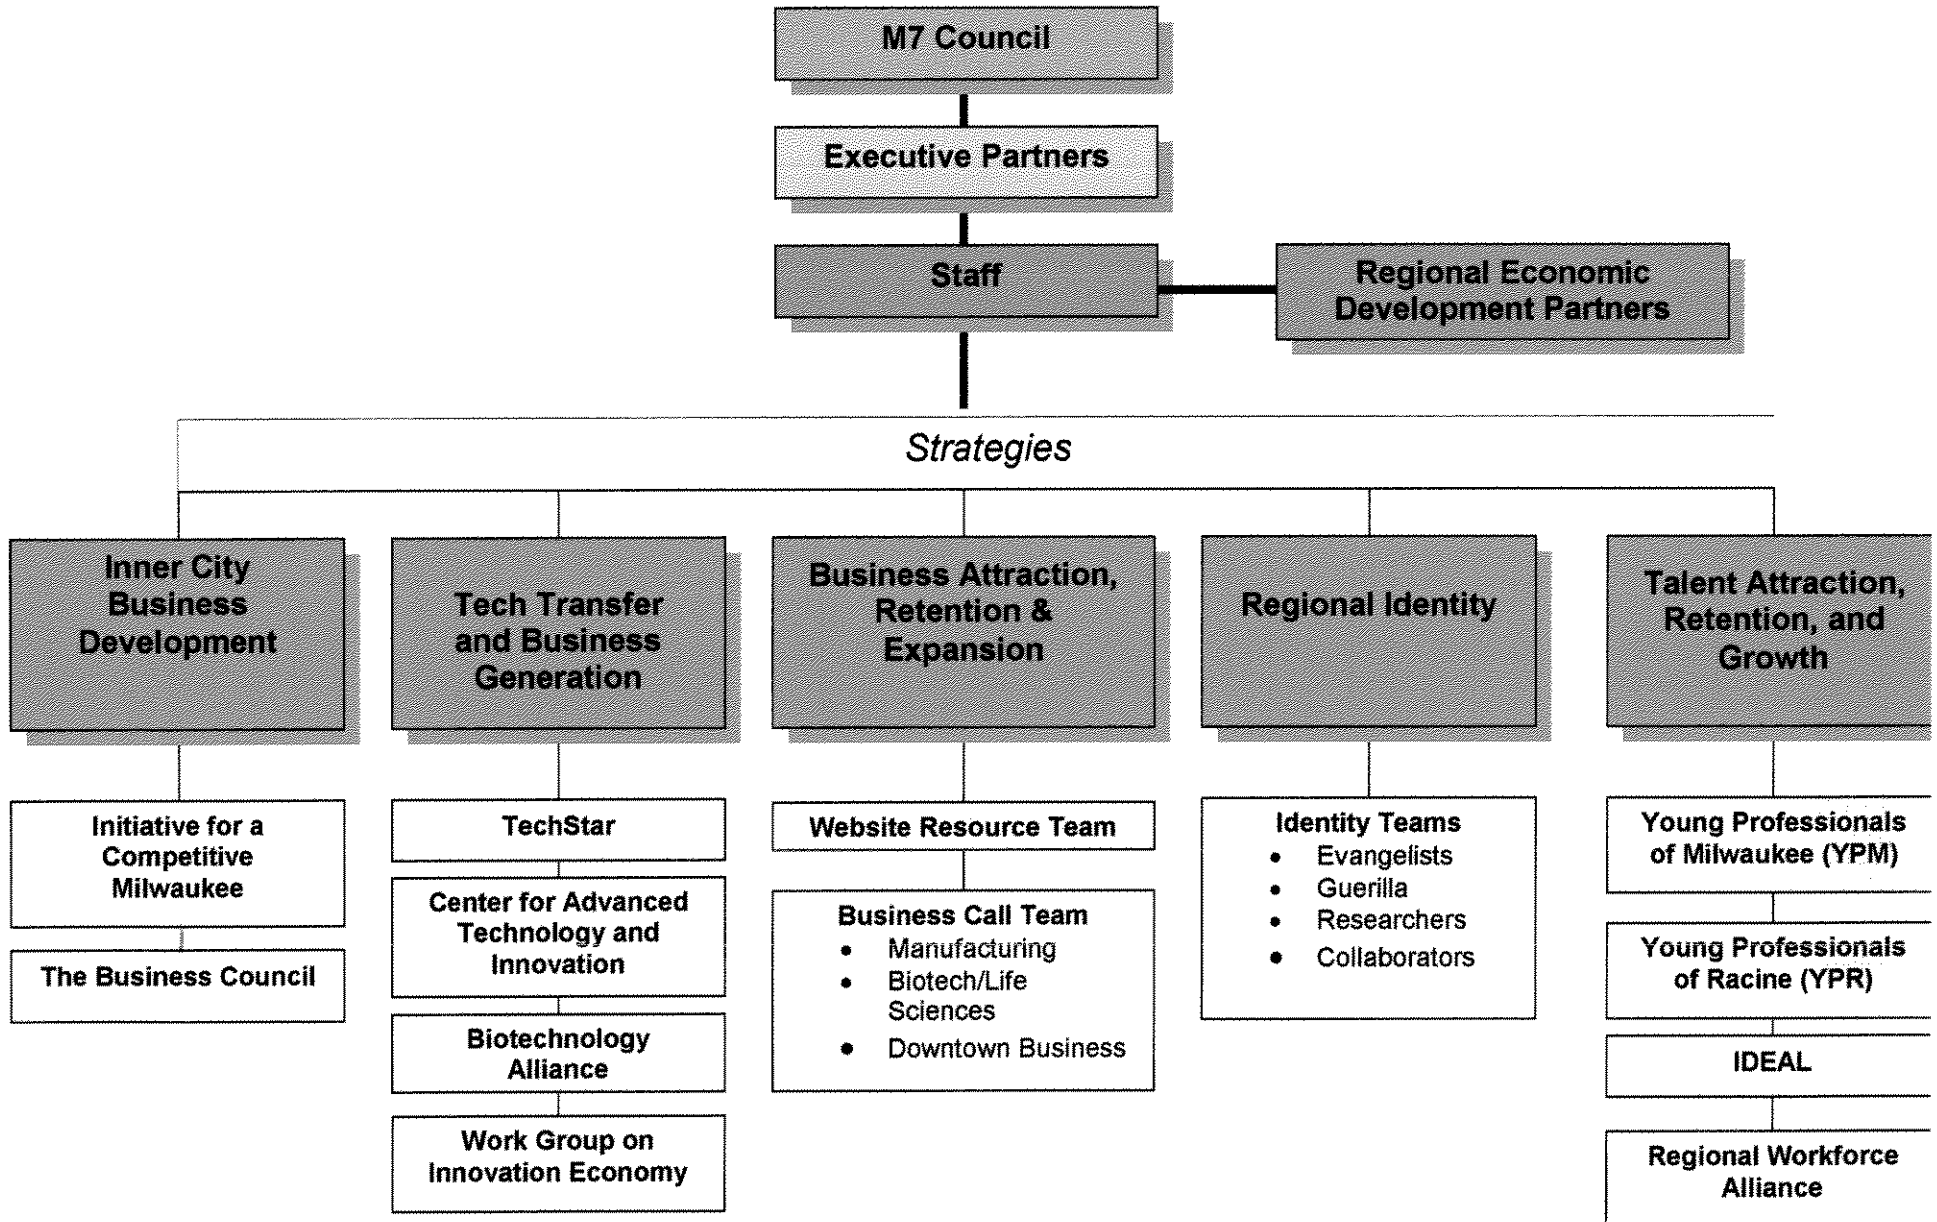 M7 Council
Executive Partners
Staff
Regional Economic
Development Partners
Strategies
Inner City
Business
Development
Tech Transfer
and Business
Generation
Business Attraction,
Retention &
Expansion
Regional Identity
Talent Attraction,
Retention, and
Growth
Initiative for a
Competitive
Milwaukee
The Business Council
TechStar
Center for Advanced
Technology and
Innovation
Biotechnology
Alliance
Work Group on
Innovation Economy
Website Resource Team
Business Call Team
• Manufacturing
• Biotech/Life
Sciences
• Downtown Business
Identity Teams
• Evangelists
• Guerilla
• Researchers
• Collaborators
Young Professionals
of Milwaukee (YPM)
Young Professionals
of Racine (YPR)
IDEAL
Regional Workforce
Alliance